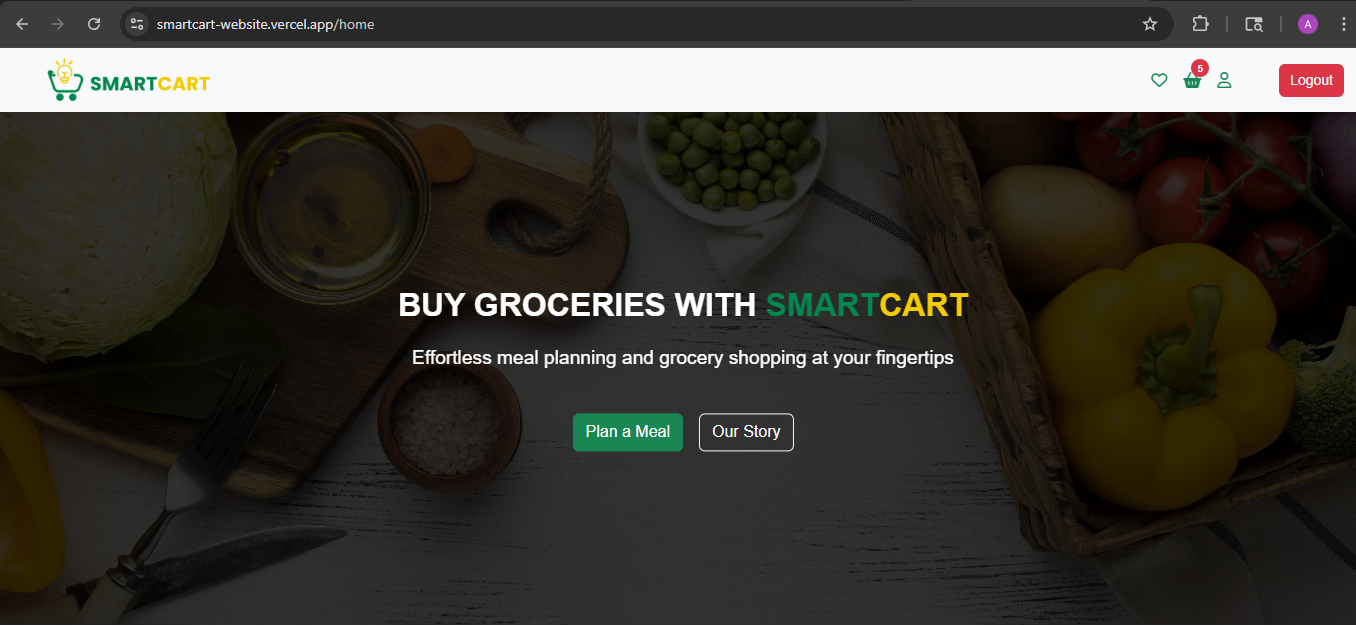 smartcart-website.vercel.app/home
A
SMARTCART
5
Logout
BUY GROCERIES WITH SMARTCART
Effortless meal planning and grocery shopping at your fingertips
Plan a Meal
Our Story